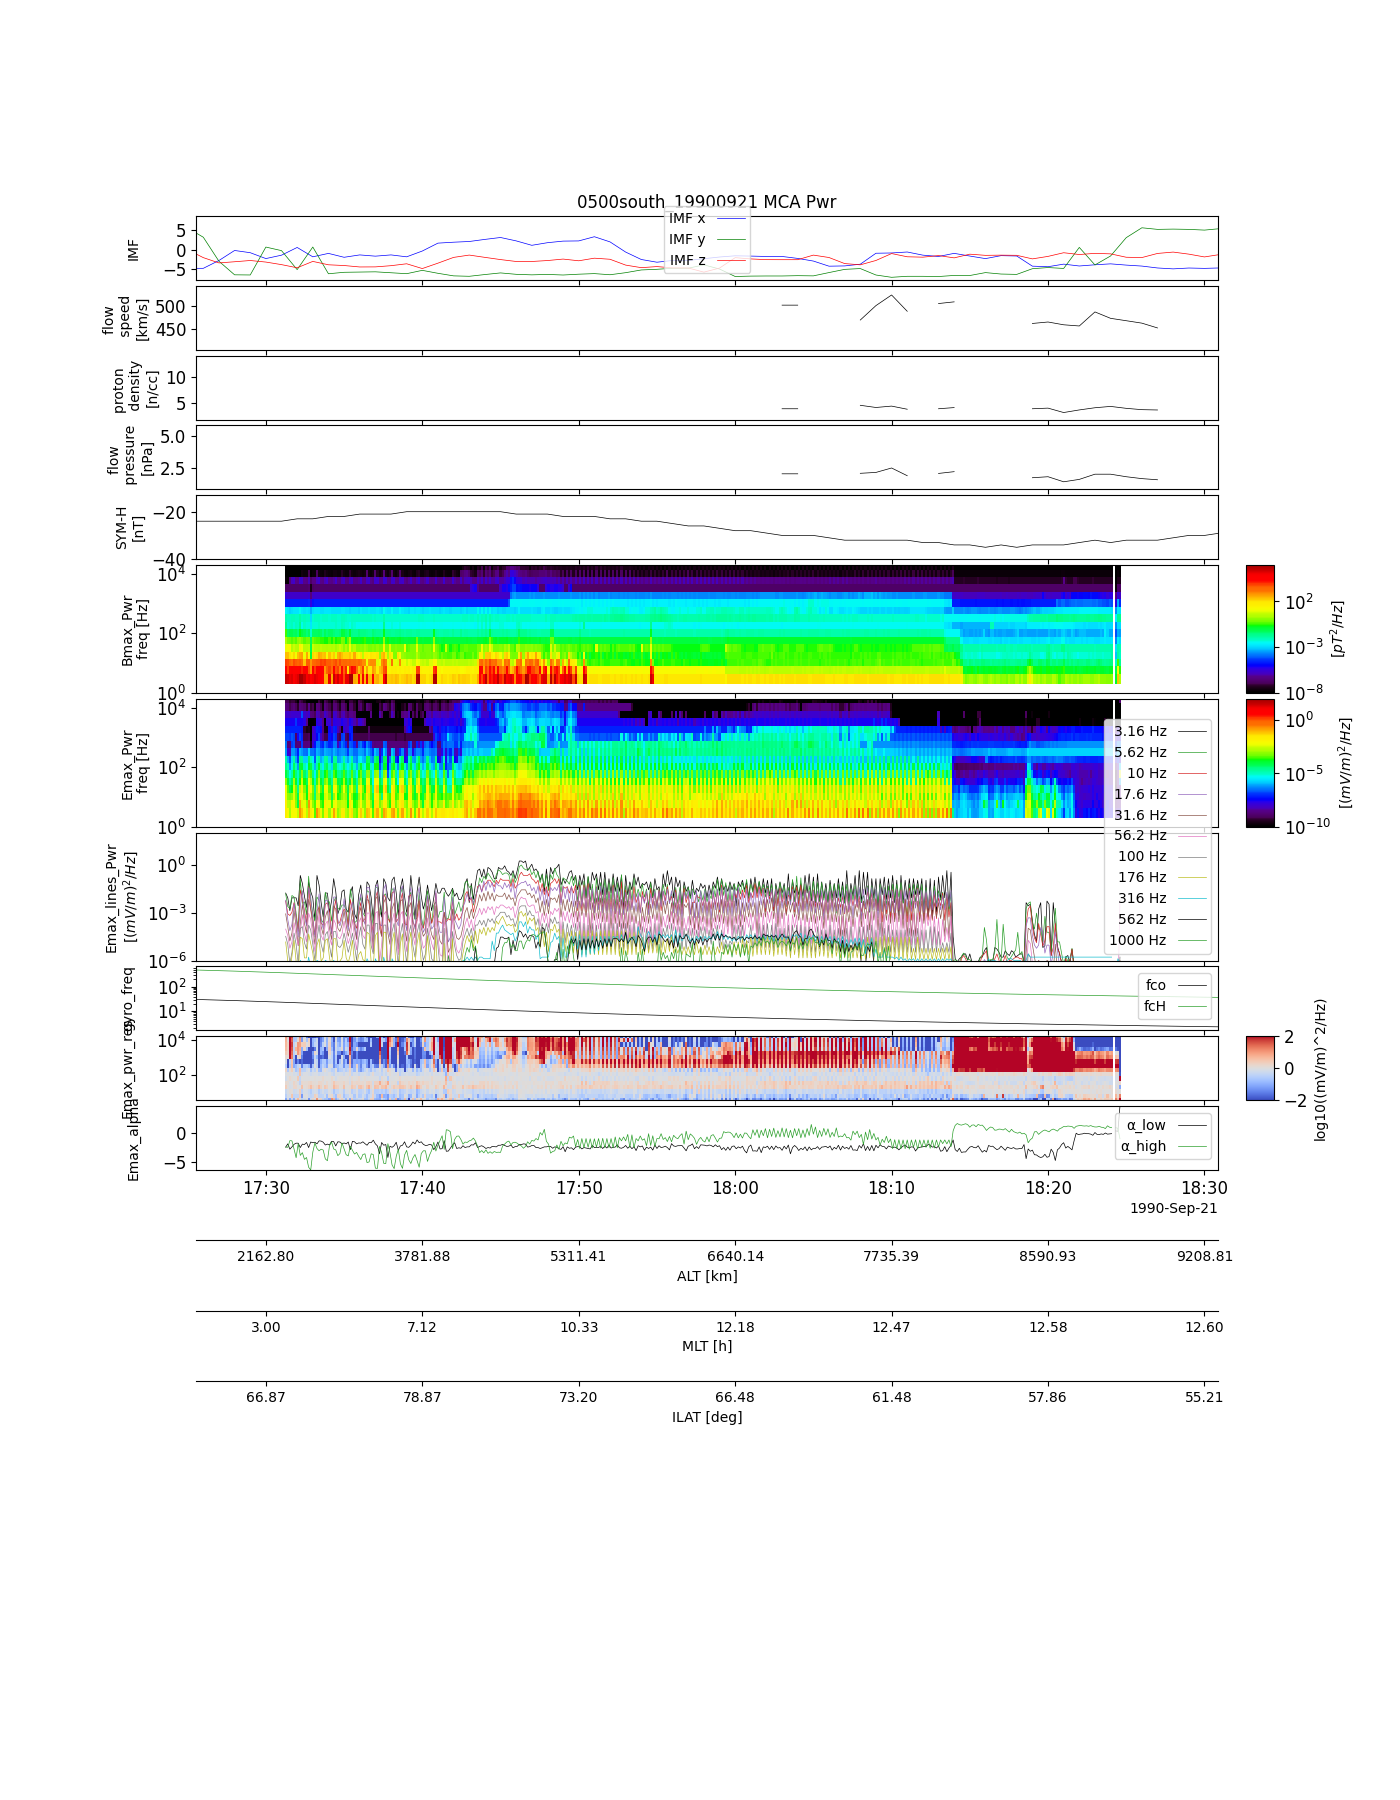 0500south_19900921 MCA Pwr
IMF
5
0
−5
IMF x
IMF y
IMF z
flow
speed
[km/s]
500
450
proton
density
[n/cc]
10
5
flow
pressure
[nPa]
5.0
2.5
SYM-H
[nT]
−20
−40
Bmax_Pwr
freq [Hz]
10^4
10^2
10^0
10^2
10^−3
10^−8
[pT^2/Hz]
Emax_Pwr
freq [Hz]
10^4
10^2
10^0
10^0
10^−5
10^−10
[(mV/m)^2/Hz]
3.16 Hz
5.62 Hz
10 Hz
17.6 Hz
31.6 Hz
56.2 Hz
100 Hz
176 Hz
316 Hz
562 Hz
1000 Hz
Emax_lines_Pwr
[(mV/m)^2/Hz]
10^0
10^−3
10^−6
10^2
10^1
fco
fcH
10^4
10^2
2
0
−2
log10((mV/m)^2/Hz)
Emax_alpha
0
−5
α_low
α_high
17:30 17:40 17:50 18:00 18:10 18:20 18:30
1990-Sep-21
2162.80 3781.88 5311.41 6640.14 7735.39 8590.93 9208.81
ALT [km]
3.00 7.12 10.33 12.18 12.47 12.58 12.60
MLT [h]
66.87 78.87 73.20 66.48 61.48 57.86 55.21
ILAT [deg]